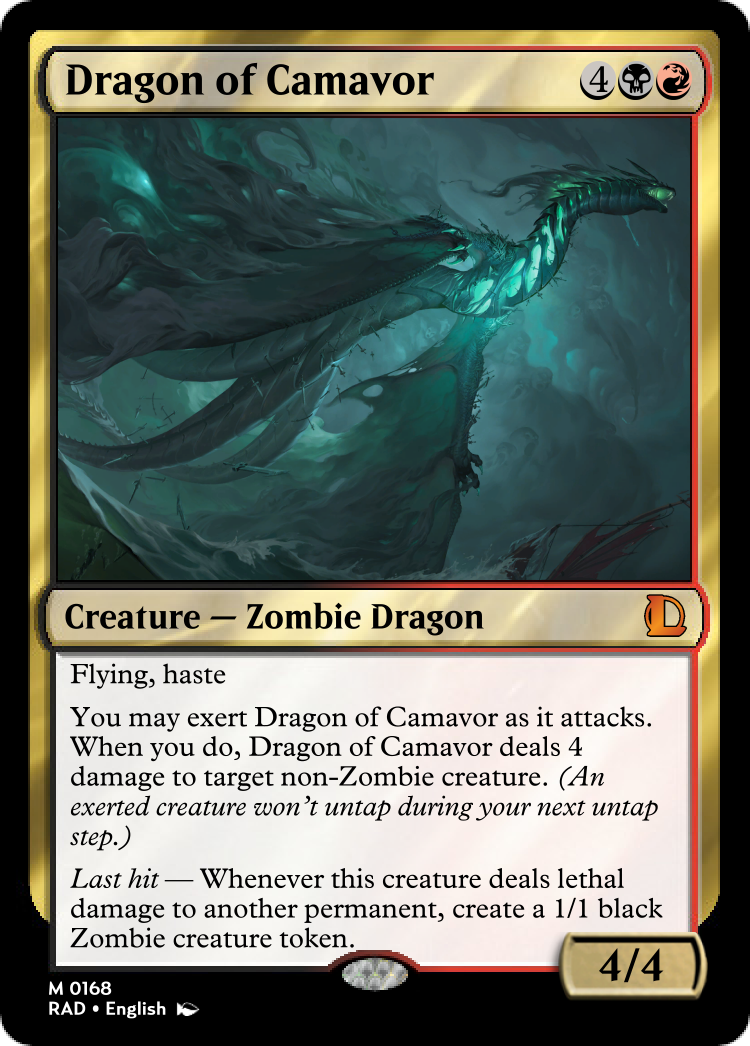 Dragon of Camavor
4
Creature — Zombie Dragon
Flying, haste
You may exert Dragon of Camavor as it attacks.
When you do, Dragon of Camavor deals 4
damage to target non-Zombie creature. (An
exerted creature won't untap during your next untap
step.)
Last hit — Whenever this creature deals lethal
damage to another permanent, create a 1/1 black
Zombie creature token.
4/4
M 0168
RAD • English